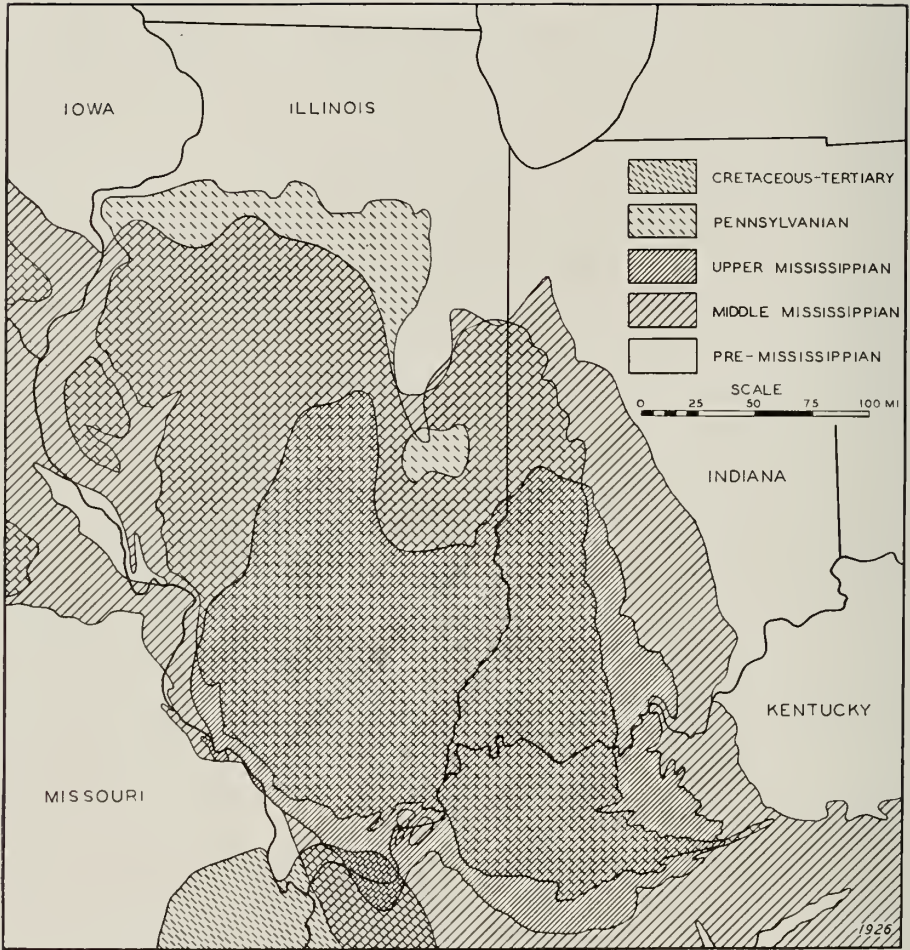 IOWA
ILLINOIS
CRETACEOUS-TERTIARY
PENNSYLVANIAN
UPPER MISSISSIPPIAN
MIDDLE MISSISSIPPIAN
PRE-MISSISSIPPIAN
SCALE
0 25 50 75 100 MI
INDIANA
KENTUCKY
MISSOURI
1926